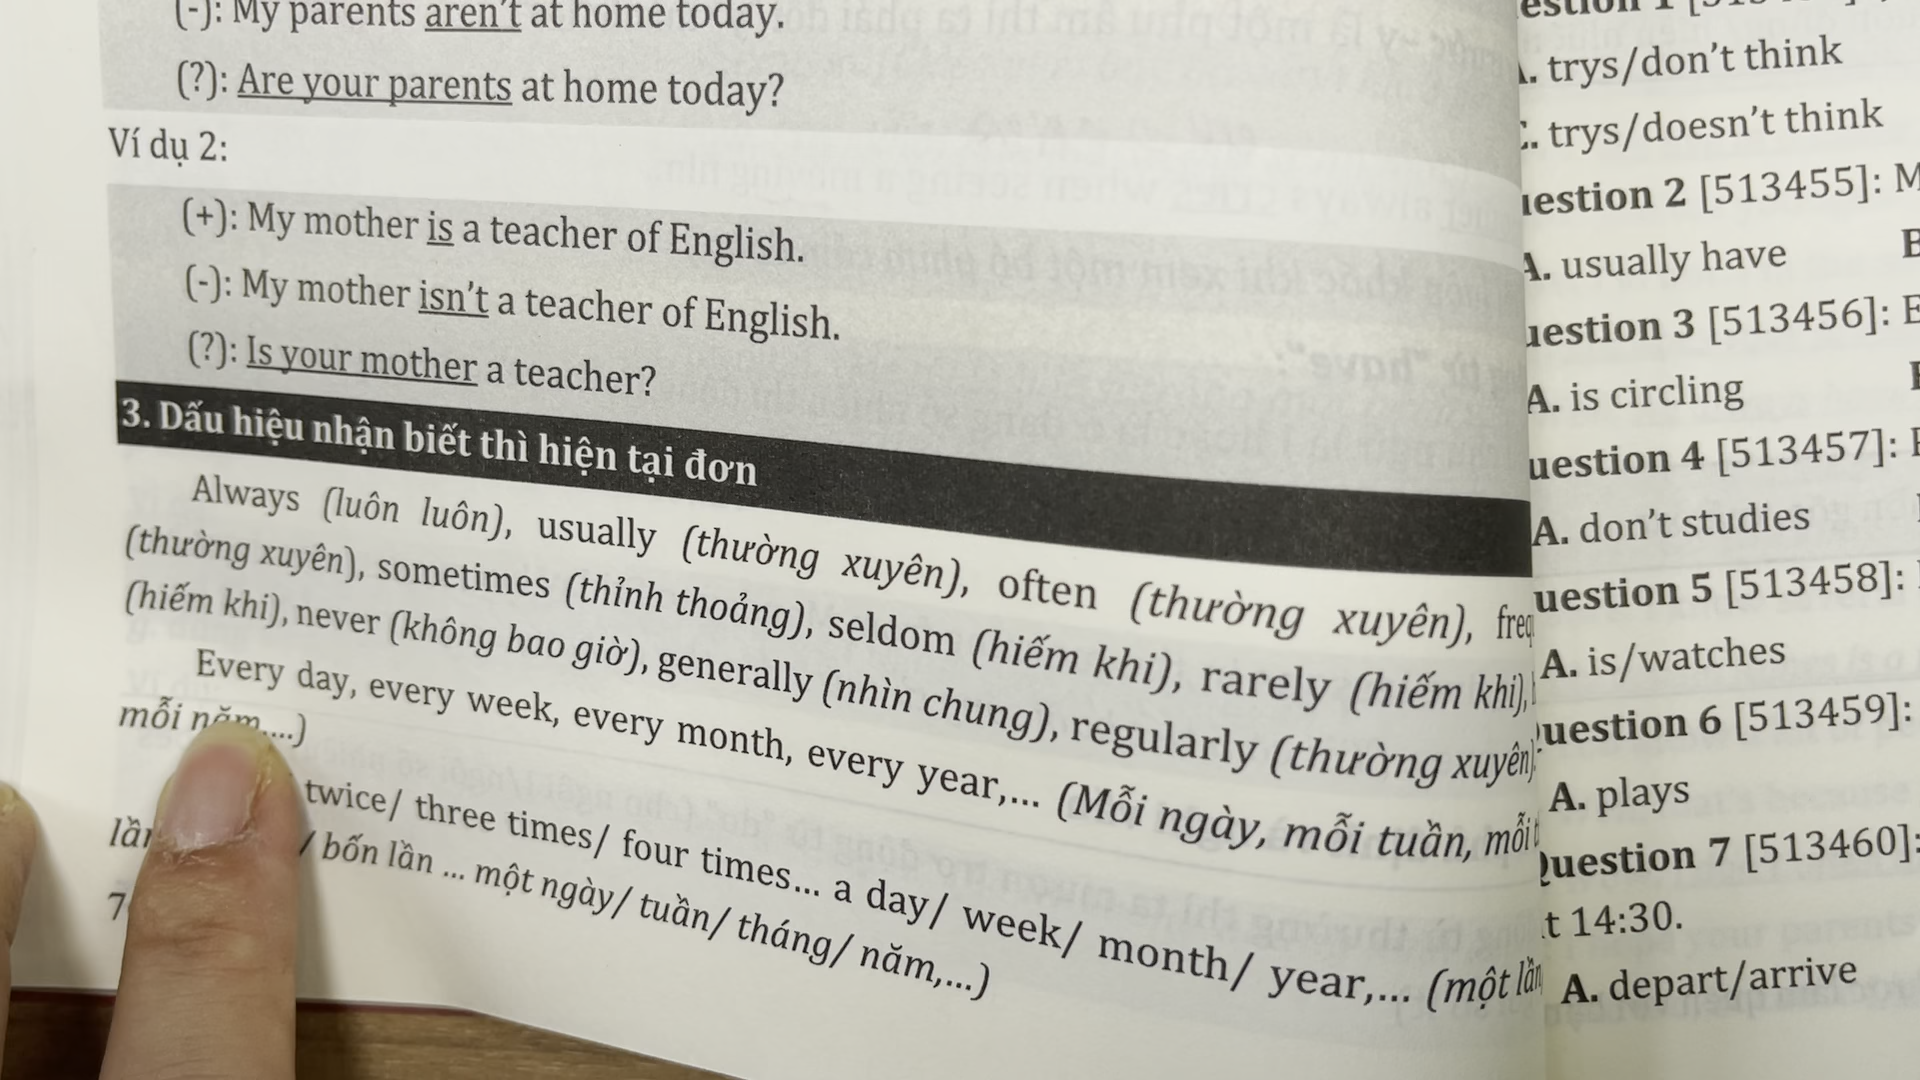 (-): My parents aren't at home today.
(?): Are your parents at home today?
Ví dụ 2:
(+): My mother is a teacher of English.
(-): My mother isn't a teacher of English.
(?): Is your mother a teacher?
3. Dấu hiệu nhận biết thì hiện tại đơn
Always (luôn luôn), usually (thường xuyên), often (thường xuyên),
(thường xuyên), sometimes (thỉnh thoảng), seldom (hiếm khi), rarely (hiếm khi),
(hiếm khi), never (không bao giờ), generally (nhìn chung), regularly (thường xuyên)
Every day, every week, every month, every year,... (Mỗi ngày, mỗi tuần, mỗi
mỗi năm....)
twice/ three times/ four times... a day/ week/ month/ year,... (một lần
/ bốn lần ... một ngày/ tuần/ tháng/ năm,...)
trys/don't think
trys/doesn't think
2 [513455]:
A. usually have
3 [513456]:
A. is circling
4 [513457]:
A. don't studies
5 [513458]:
A. is/watches
6 [513459]:
A. plays
Question 7 [513460]:
14:30.
A. depart/arrive